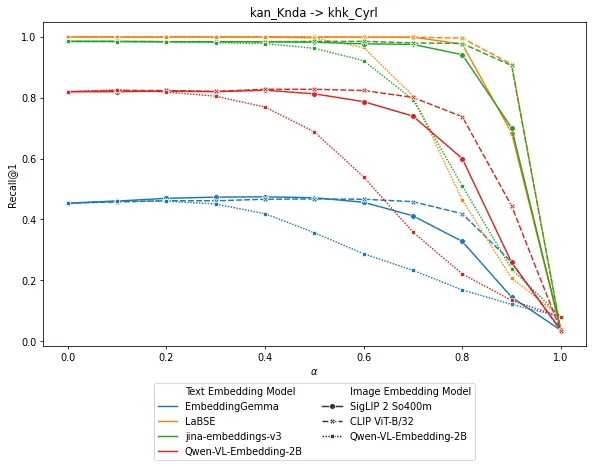 kan_Knda -> khk_Cyrl
Recall@1
1.0
0.8
0.6
0.4
0.2
0.0
0.0 0.2 0.4 0.6 0.8 1.0
α
Text Embedding Model
EmbeddingGemma
LaBSE
jina-embeddings-v3
Qwen-VL-Embedding-2B
Image Embedding Model
SigLIP 2 So400m
CLIP ViT-B/32
Qwen-VL-Embedding-2B